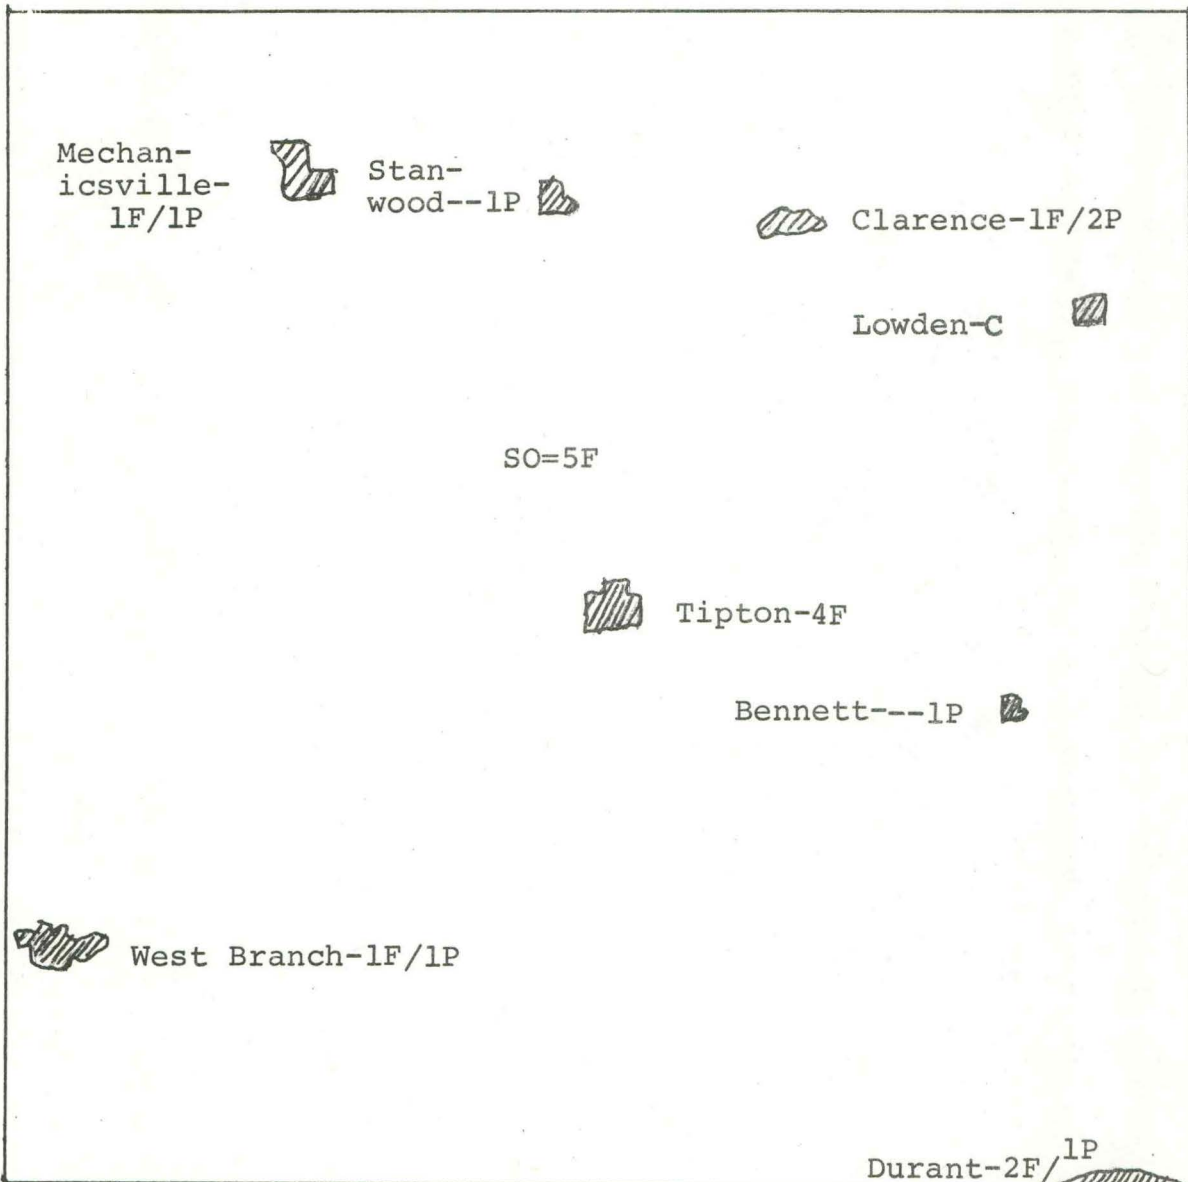 Mechan-
icsville-
1F/1P
Stan-
wood--1P
Clarence-1F/2P
Lowden-C
SO=5F
Tipton-4F
Bennett---1P
West Branch-1F/1P
Durant-2F/1P